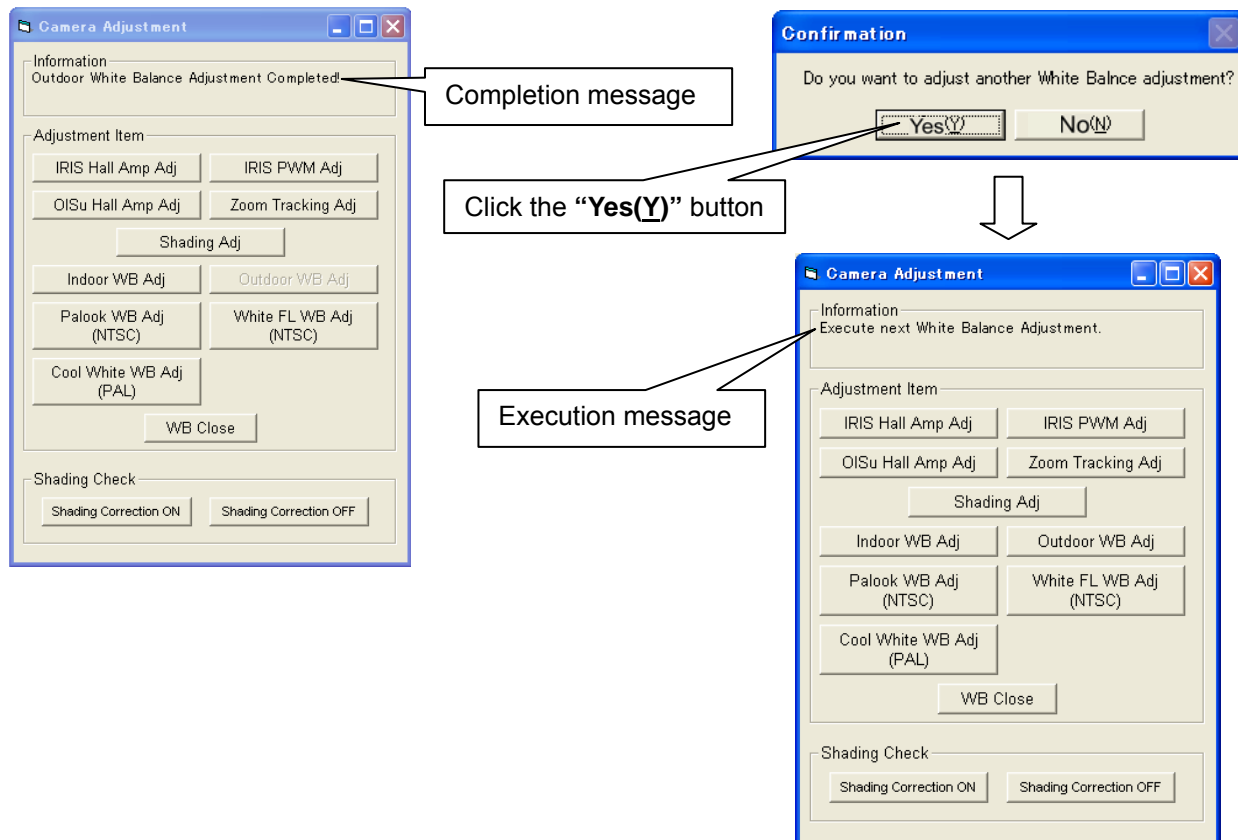 Camera Adjustment
Information
Outdoor White Balance Adjustment Completed!
Completion message
Adjustment Item
IRIS Hall Amp Adj
IRIS PWM Adj
OISu Hall Amp Adj
Zoom Tracking Adj
Shading Adj
Indoor WB Adj
Outdoor WB Adj
Palook WB Adj
(NTSC)
White FL WB Adj
(NTSC)
Cool White WB Adj
(PAL)
WB Close
Shading Check
Shading Correction ON
Shading Correction OFF
Confirmation
Do you want to adjust another White Balnce adjustment?
Yes(Y)
No(N)
Click the “Yes(Y)” button
Camera Adjustment
Information
Execute next White Balance Adjustment.
Execution message
Adjustment Item
IRIS Hall Amp Adj
IRIS PWM Adj
OISu Hall Amp Adj
Zoom Tracking Adj
Shading Adj
Indoor WB Adj
Outdoor WB Adj
Palook WB Adj
(NTSC)
White FL WB Adj
(NTSC)
Cool White WB Adj
(PAL)
WB Close
Shading Check
Shading Correction ON
Shading Correction OFF